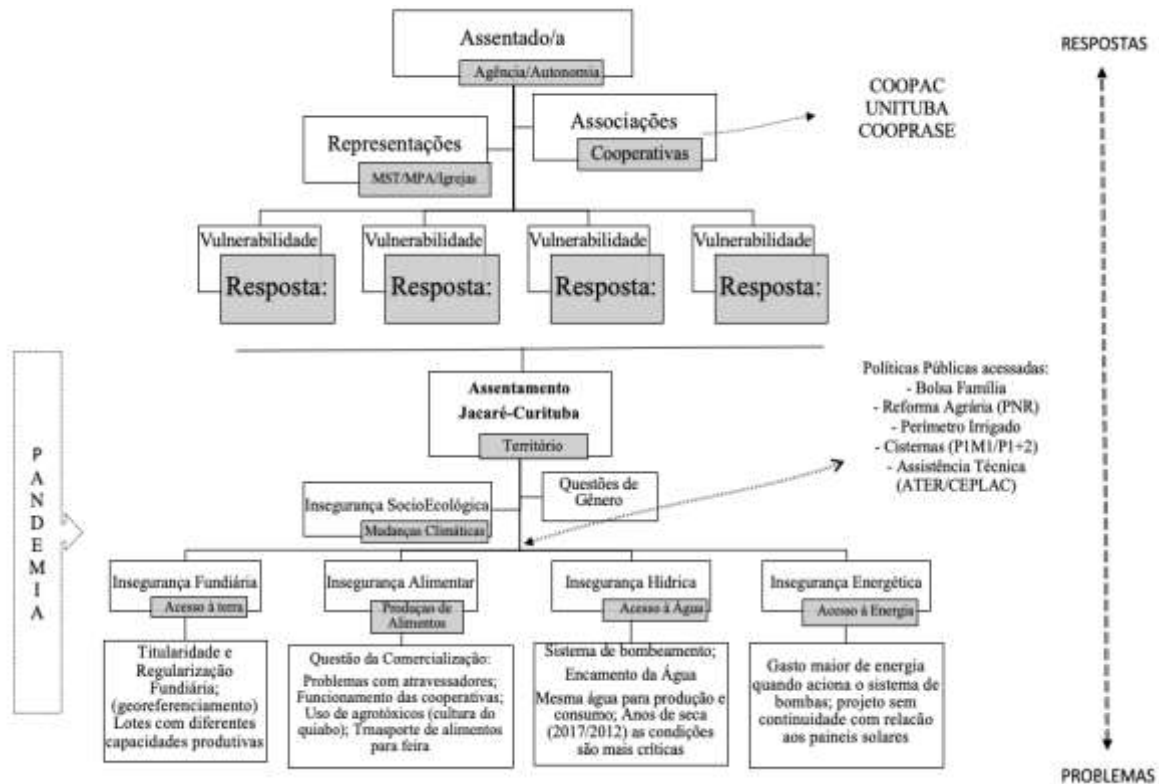 Assentado/a
Agência/Autonomia
RESPOSTAS
Associações
Cooperativas
COOPAC
UNITUBA
COOPRASE
Representações
MST/MPA/Igrejas
Vulnerabilidade
Resposta:
Vulnerabilidade
Resposta:
Vulnerabilidade
Resposta:
Vulnerabilidade
Resposta:
PANDEMIA
Assentamento
Jacaré-Curituba
Território
Políticas Públicas acessadas:
- Bolsa Família
- Reforma Agrária (PNR)
- Perímetro Irrigado
- Cisternas (P1M1/P1+2)
- Assistência Técnica
(ATER/CEPLAC)
Insegurança SocioEcológica
Mudanças Climáticas
Questões de
Gênero
Insegurança Fundiária
Acesso à terra
Titularidade e
Regularização
Fundiária;
(georeferenciamento)
Lotes com diferentes
capacidades produtivas
Insegurança Alimentar
Produçao de
Alimentos
Questão da Comercialização:
Problemas com atravessadores;
Funcionamento das cooperativas;
Uso de agrotóxicos (cultura do
quiabo); Trnasporte de alimentos
para feira
Insegurança Hídrica
Acesso à Água
Sistema de bombeamento;
Encamento da Água
Mesma água para produção e
consumo; Anos de seca
(2017/2012) as condições
são mais críticas
Insegurança Energética
Acesso à Energia
Gasto maior de energia
quando aciona o sistema de
bombas; projeto sem
continuidade com relacão
aos paineis solares
PROBLEMAS